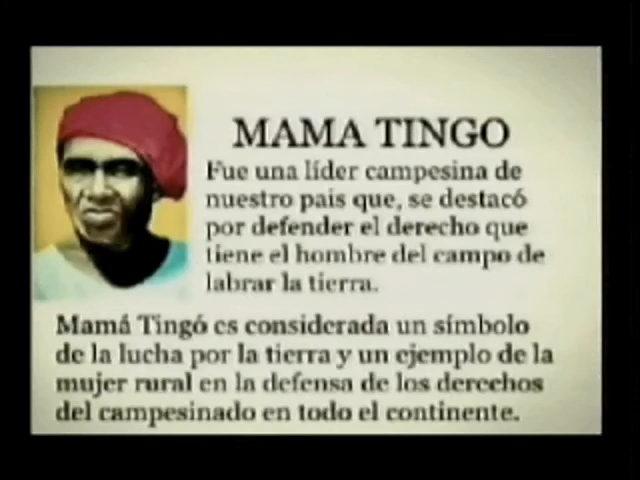 MAMA TINGO
Fue una líder campesina de
nuestro pais que, se destacó
por defender el derecho que
tiene el hombre del campo de
labrar la tierra.
Mamá Tingó es considerada un símbolo
de la lucha por la tierra y un ejemplo de la
mujer rural en la defensa de los derechos
del campesinado en todo el continente.